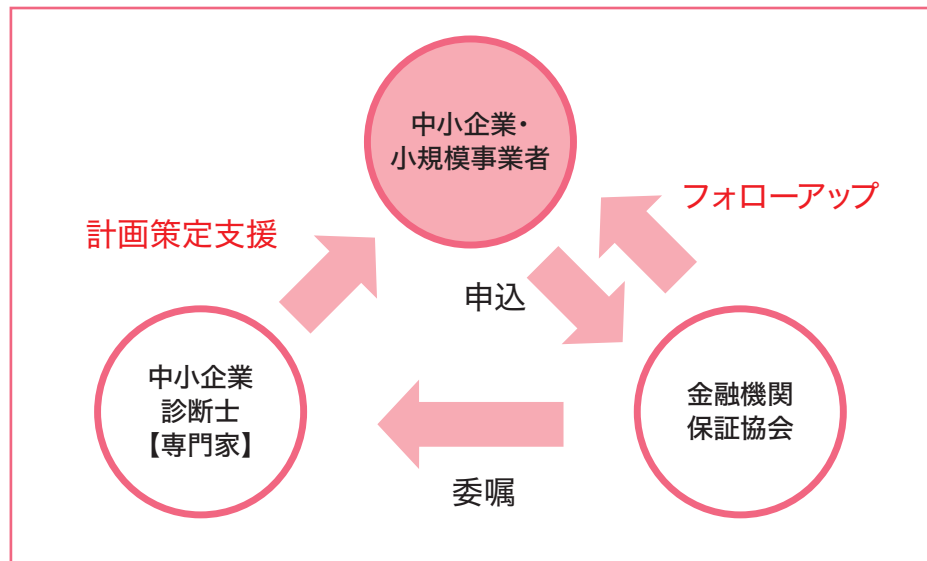 中小企業・
小規模事業者
フォローアップ
計画策定支援
申込
中小企業
診断士
【専門家】
金融機関
保証協会
委嘱